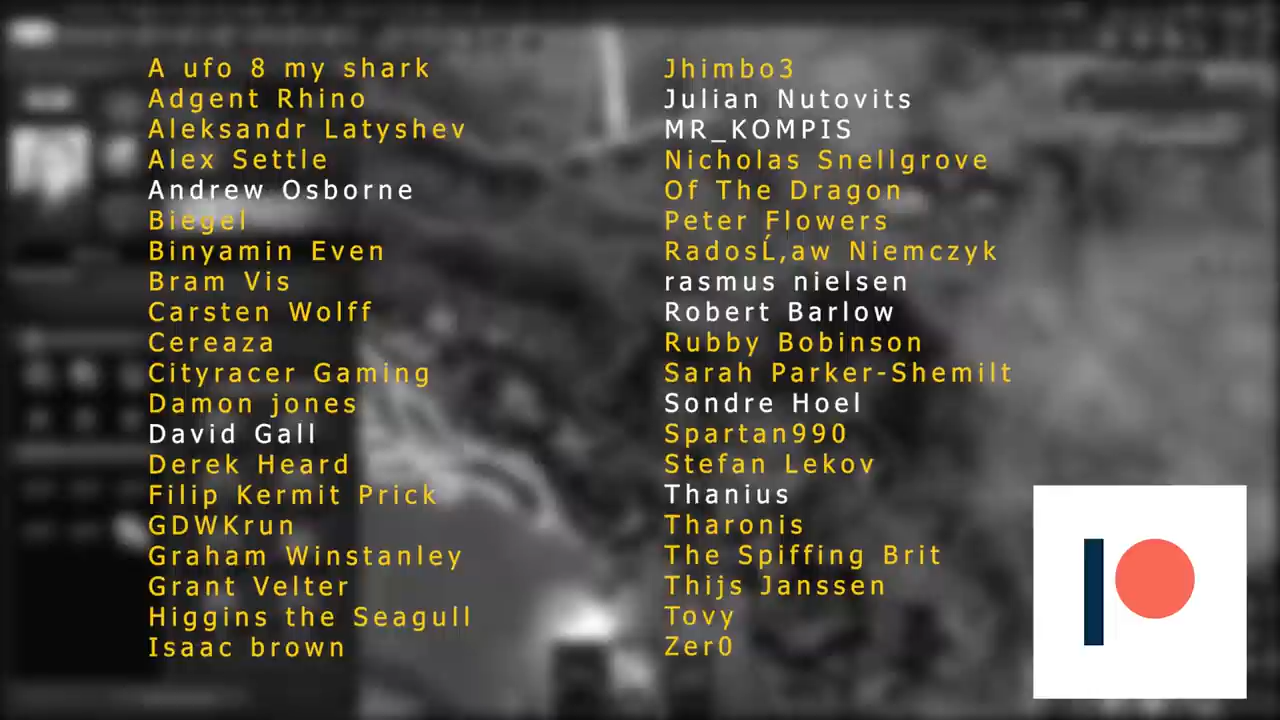 A ufo 8 my shark
Adgent Rhino
Aleksandr Latyshev
Alex Settle
Andrew Osborne
Biegel
Binyamin Even
Bram Vis
Carsten Wolff
Cereaza
Cityracer Gaming
Damon jones
David Gall
Derek Heard
Filip Kermit Prick
GDWKrun
Graham Winstanley
Grant Velter
Higgins the Seagull
Isaac brown
Jhimbo3
Julian Nutovits
MR_KOMPIS
Nicholas Snellgrove
Of The Dragon
Peter Flowers
RadosĹ‚aw Niemczyk
rasmus nielsen
Robert Barlow
Rubby Bobinson
Sarah Parker-Shemilt
Sondre Hoel
Spartan990
Stefan Lekov
Thanius
Tharonis
The Spiffing Brit
Thijs Janssen
Tovy
Zer0